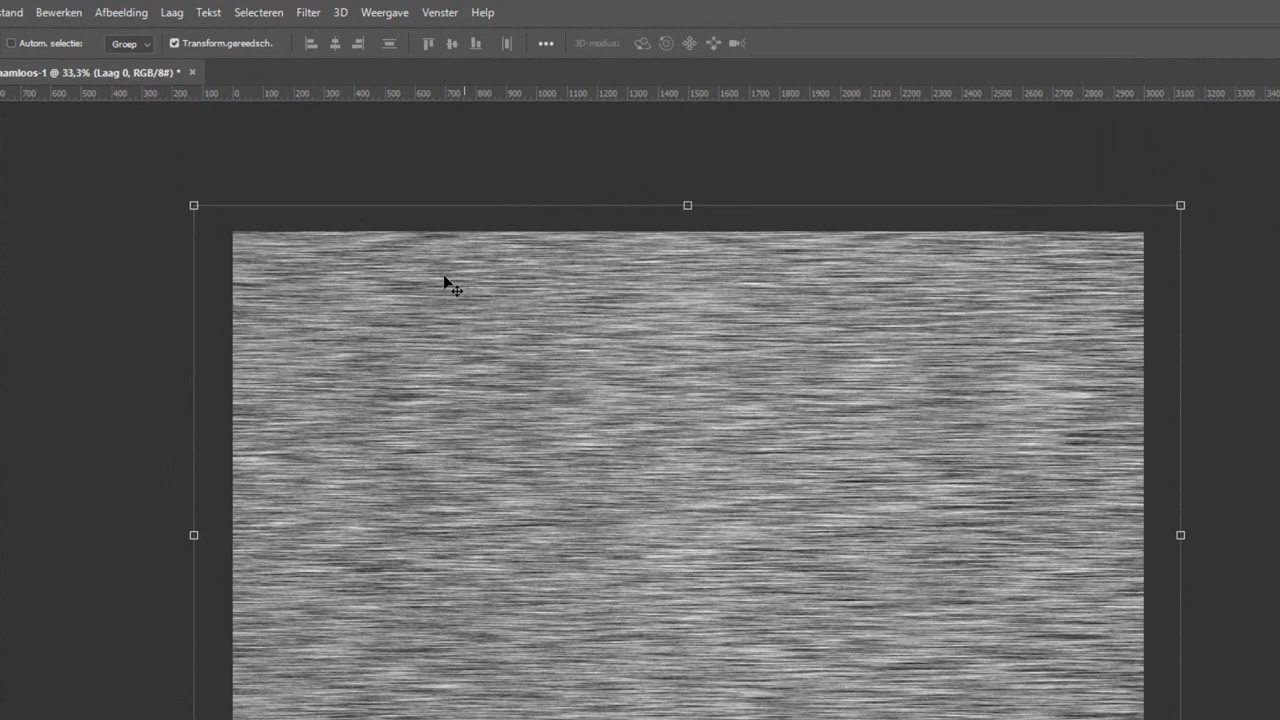 stand Bewerken Afbeelding Laag Tekst Selecteren Filter 3D Weergave Venster Help
Autom. selectie: Groep Transform.gereedsch. 3D-modus:
aamloos-1 @ 33,3% (Laag 0, RGB/8#) * ×
0 700 600 500 400 300 200 100 0 100 200 300 400 500 600 700 800 900 1000 1100 1200 1300 1400 1500 1600 1700 1800 1900 2000 2100 2200 2300 2400 2500 2600 2700 2800 2900 3000 3100 3200 3300 340